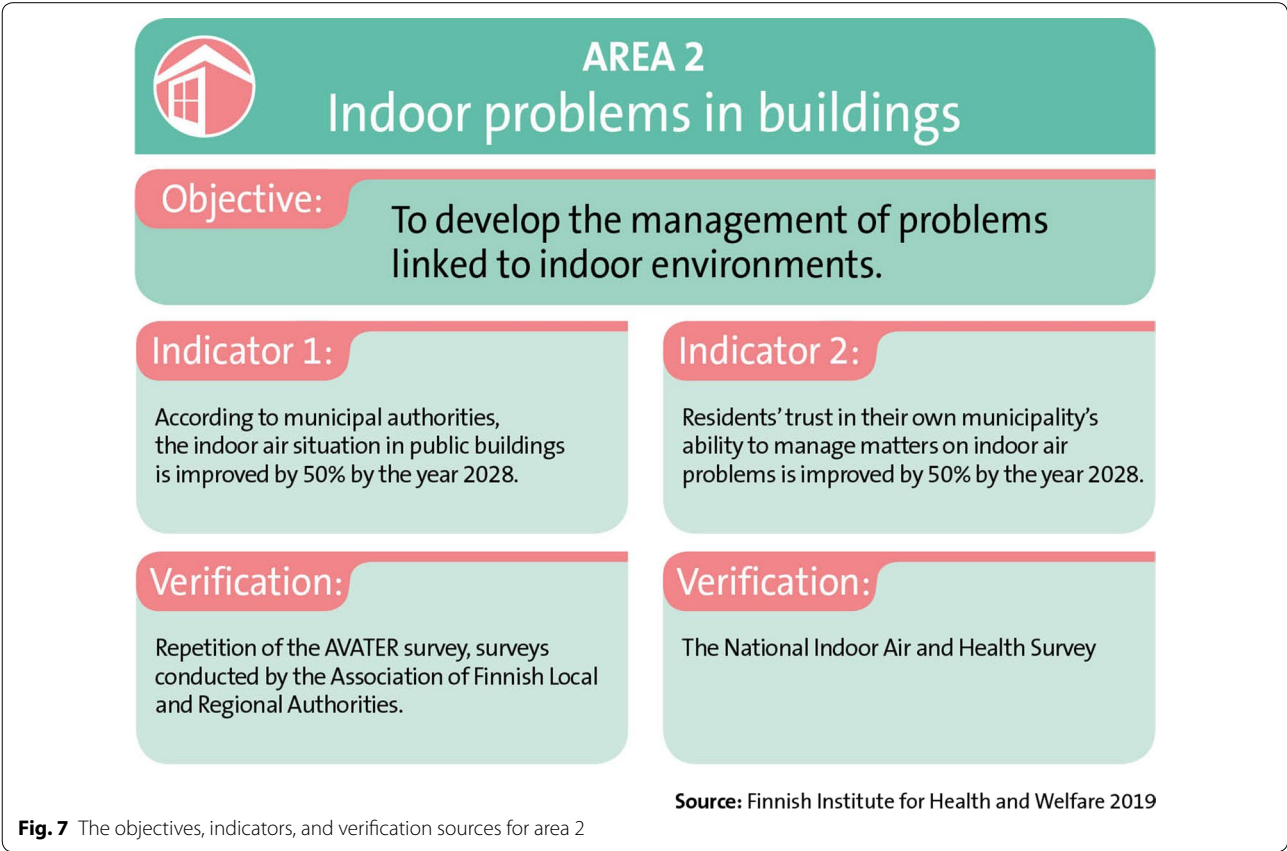 AREA 2
Indoor problems in buildings
Objective:
To develop the management of problems
linked to indoor environments.
Indicator 1:
According to municipal authorities,
the indoor air situation in public buildings
is improved by 50% by the year 2028.
Indicator 2:
Residents’ trust in their own municipality’s
ability to manage matters on indoor air
problems is improved by 50% by the year 2028.
Verification:
Repetition of the AVATER survey, surveys
conducted by the Association of Finnish Local
and Regional Authorities.
Verification:
The National Indoor Air and Health Survey
Source: Finnish Institute for Health and Welfare 2019
Fig. 7 The objectives, indicators, and verification sources for area 2